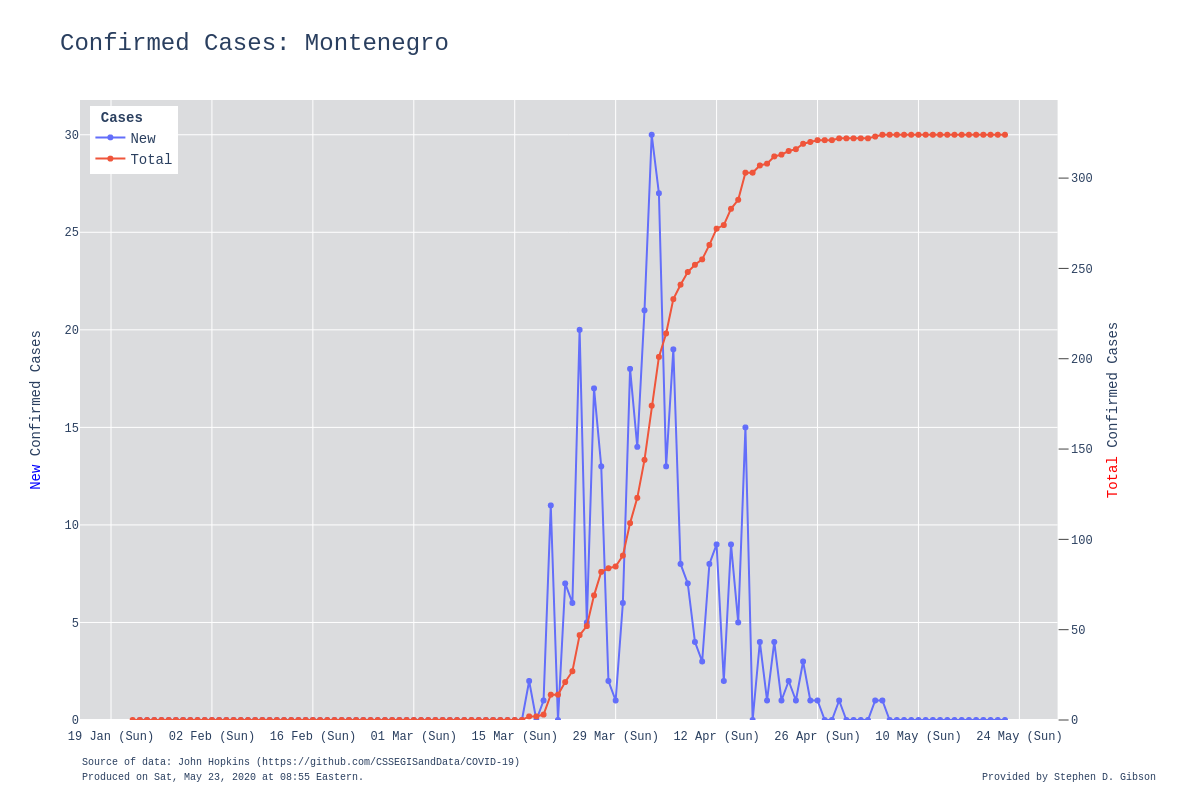 Confirmed Cases: Montenegro
Cases
New
Total
30
25
20
15
10
5
0
New Confirmed Cases
300
250
200
150
100
50
0
Total Confirmed Cases
19 Jan (Sun) 02 Feb (Sun) 16 Feb (Sun) 01 Mar (Sun) 15 Mar (Sun) 29 Mar (Sun) 12 Apr (Sun) 26 Apr (Sun) 10 May (Sun) 24 May (Sun)
Source of data: John Hopkins (https://github.com/CSSEGISandData/COVID-19)
Produced on Sat, May 23, 2020 at 08:55 Eastern.
Provided by Stephen D. Gibson